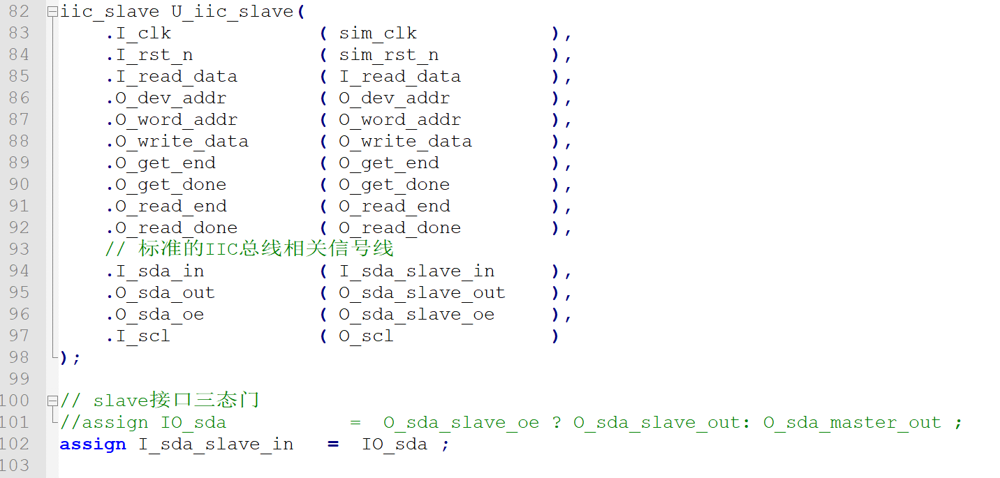 82 iic_slave U_iic_slave(
83 .I_clk ( sim_clk ),
84 .I_rst_n ( sim_rst_n ),
85 .I_read_data ( I_read_data ),
86 .O_dev_addr ( O_dev_addr ),
87 .O_word_addr ( O_word_addr ),
88 .O_write_data ( O_write_data ),
89 .O_get_end ( O_get_end ),
90 .O_get_done ( O_get_done ),
91 .O_read_end ( O_read_end ),
92 .O_read_done ( O_read_done ),
93 // 标准的IIC总线相关信号线
94 .I_sda_in ( I_sda_slave_in ),
95 .O_sda_out ( O_sda_slave_out ),
96 .O_sda_oe ( O_sda_slave_oe ),
97 .I_scl ( O_scl )
98 );
99
100 // slave接口三态门
101 //assign IO_sda = O_sda_slave_oe ? O_sda_slave_out: O_sda_master_out ;
102 assign I_sda_slave_in = IO_sda ;
103